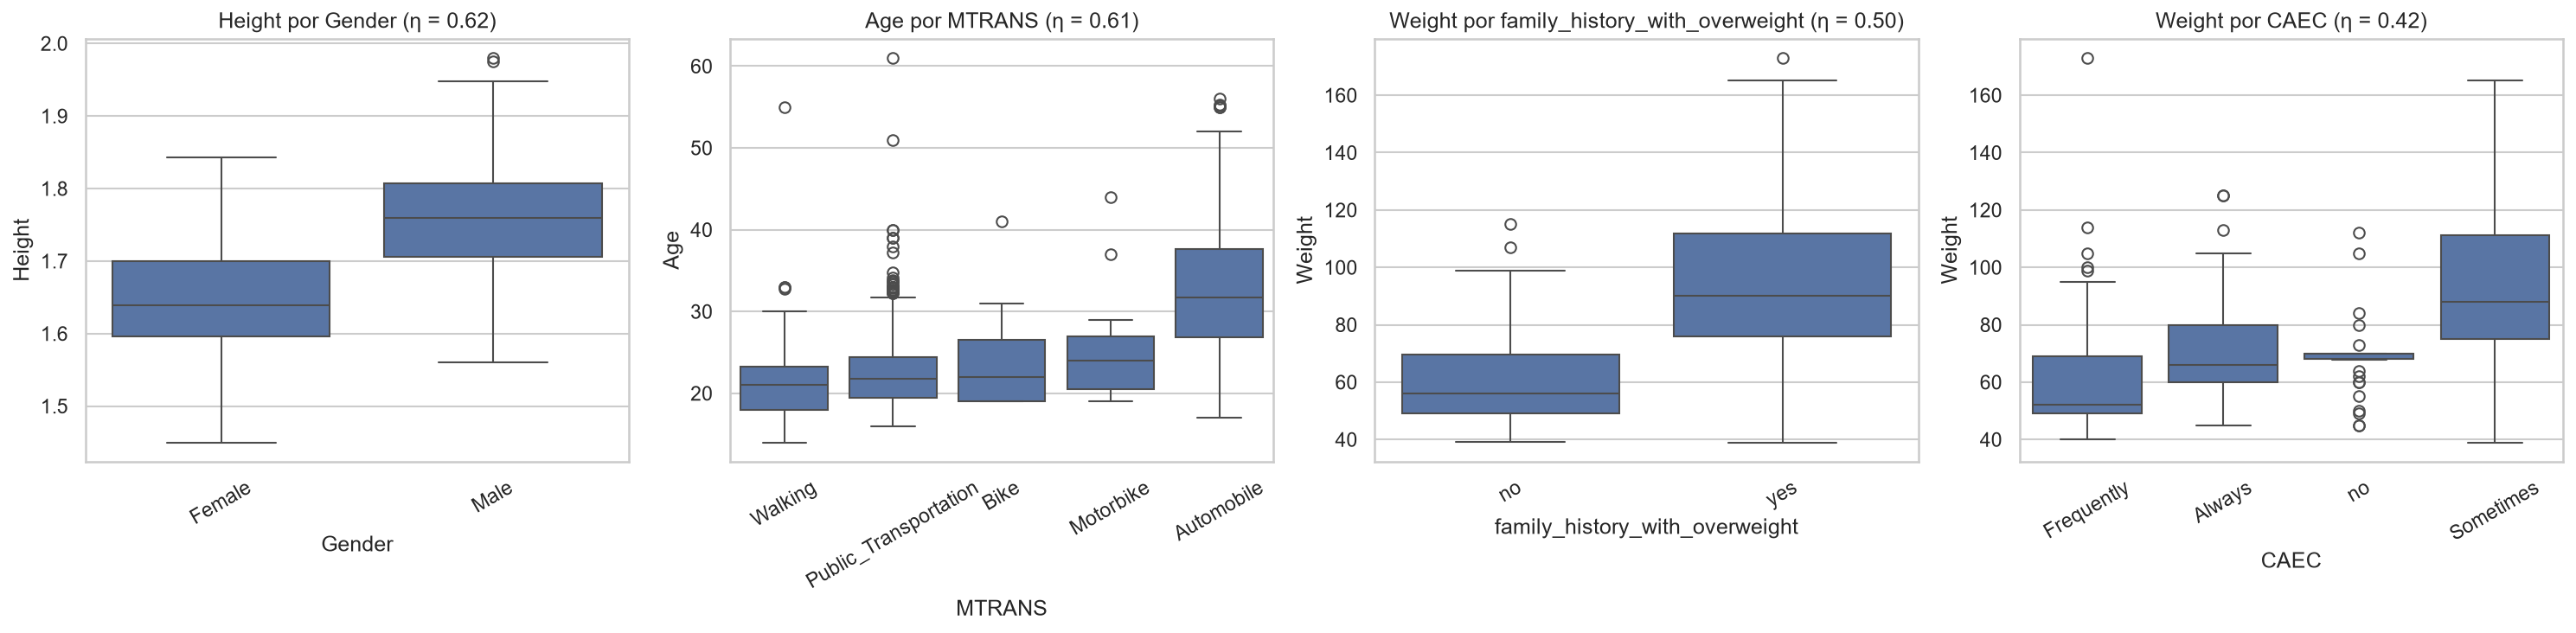 Height por Gender (η = 0.62)
2.0
1.9
1.8
1.7
1.6
1.5
Height
Female
Male
Gender
Age por MTRANS (η = 0.61)
60
50
40
30
20
Age
Walking
Public_Transportation
Bike
Motorbike
Automobile
MTRANS
Weight por family_history_with_overweight (η = 0.50)
160
140
120
100
80
60
40
Weight
no
yes
family_history_with_overweight
Weight por CAEC (η = 0.42)
160
140
120
100
80
60
40
Weight
Frequently
Always
no
Sometimes
CAEC